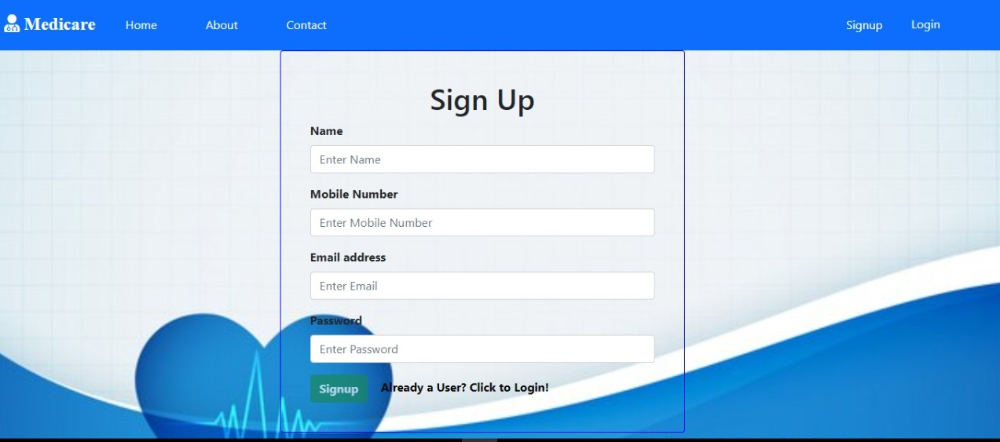 Medicare Home About Contact Signup Login
Sign Up
Name
Enter Name
Mobile Number
Enter Mobile Number
Email address
Enter Email
Password
Enter Password
Signup Already a User? Click to Login!